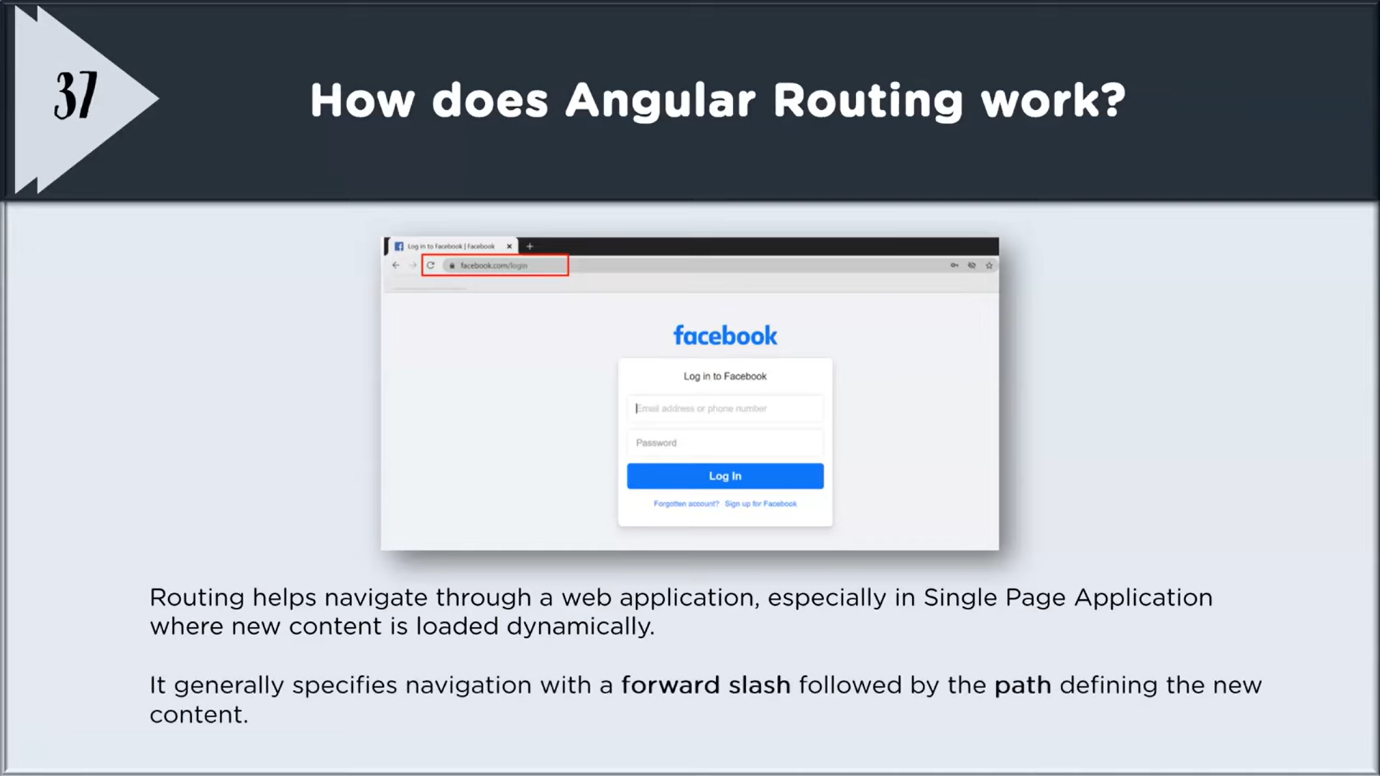 37
How does Angular Routing work?
Log in to Facebook | Facebook
facebook.com/login
facebook
Log in to Facebook
Email address or phone number
Password
Log In
Forgotten account? Sign up for Facebook
Routing helps navigate through a web application, especially in Single Page Application
where new content is loaded dynamically.
It generally specifies navigation with a forward slash followed by the path defining the new
content.